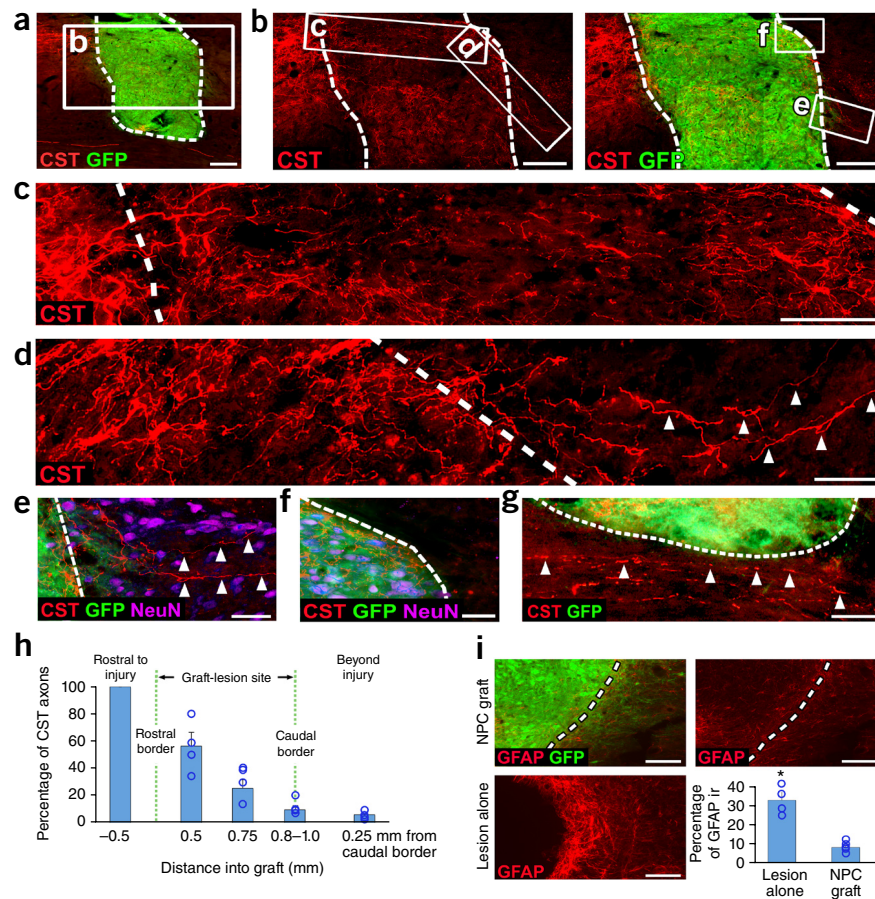 a
b
CST GFP
b
c
d
CST
f
e
CST GFP
c
CST
d
CST
e
CST GFP NeuN
f
CST GFP NeuN
g
CST GFP
h
Rostral to
injury
Graft-lesion site
Beyond
injury
Rostral
border
Caudal
border
Percentage of CST axons
100
80
60
40
20
0
–0.5
0.5
0.75
0.8–1.0
0.25 mm from
caudal border
Distance into graft (mm)
i
NPC graft
GFAP GFP
GFAP
Lesion alone
GFAP
Percentage
of GFAP ir
40
30
20
10
0
*
Lesion
alone
NPC
graft